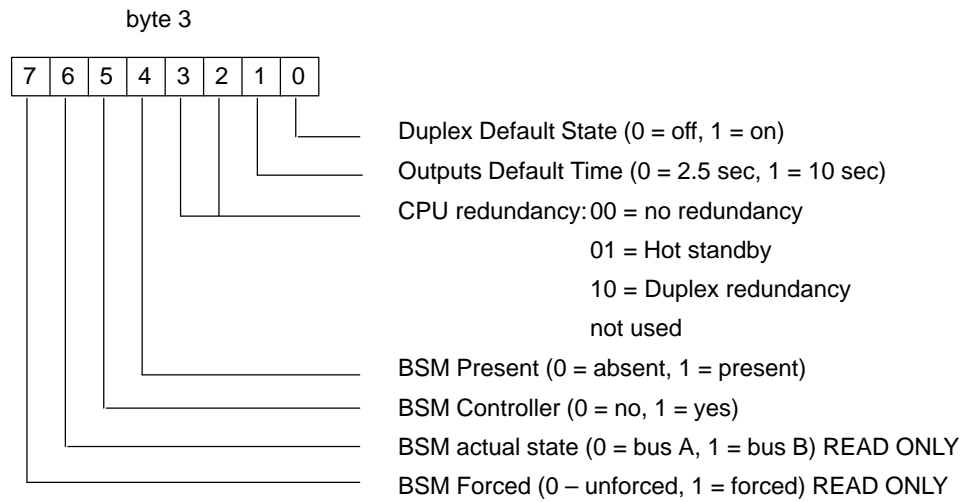 byte 3
7 6 5 4 3 2 1 0
Duplex Default State (0 = off, 1 = on)
Outputs Default Time (0 = 2.5 sec, 1 = 10 sec)
CPU redundancy: 00 = no redundancy
01 = Hot standby
10 = Duplex redundancy
not used
BSM Present (0 = absent, 1 = present)
BSM Controller (0 = no, 1 = yes)
BSM actual state (0 = bus A, 1 = bus B) READ ONLY
BSM Forced (0 – unforced, 1 = forced) READ ONLY